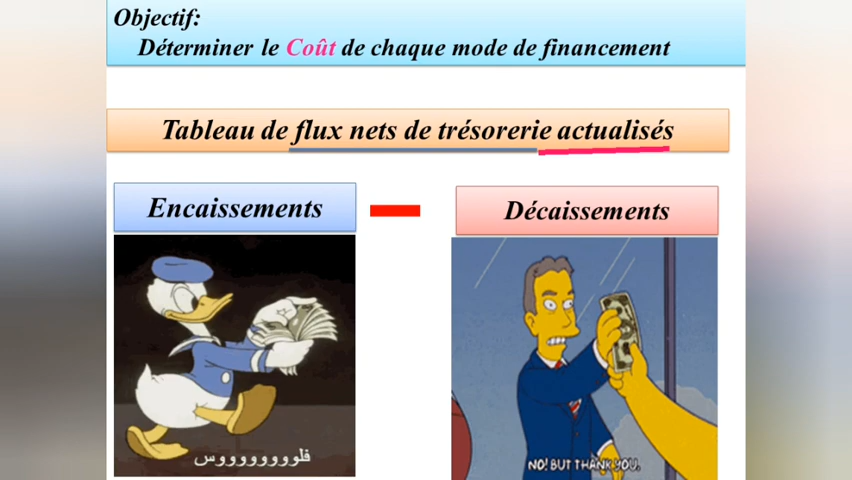 Objectif:
Déterminer le Coût de chaque mode de financement
Tableau de flux nets de trésorerie actualisés
Encaissements
Décaissements
فلوووووووووس
NO! BUT THANK YOU.